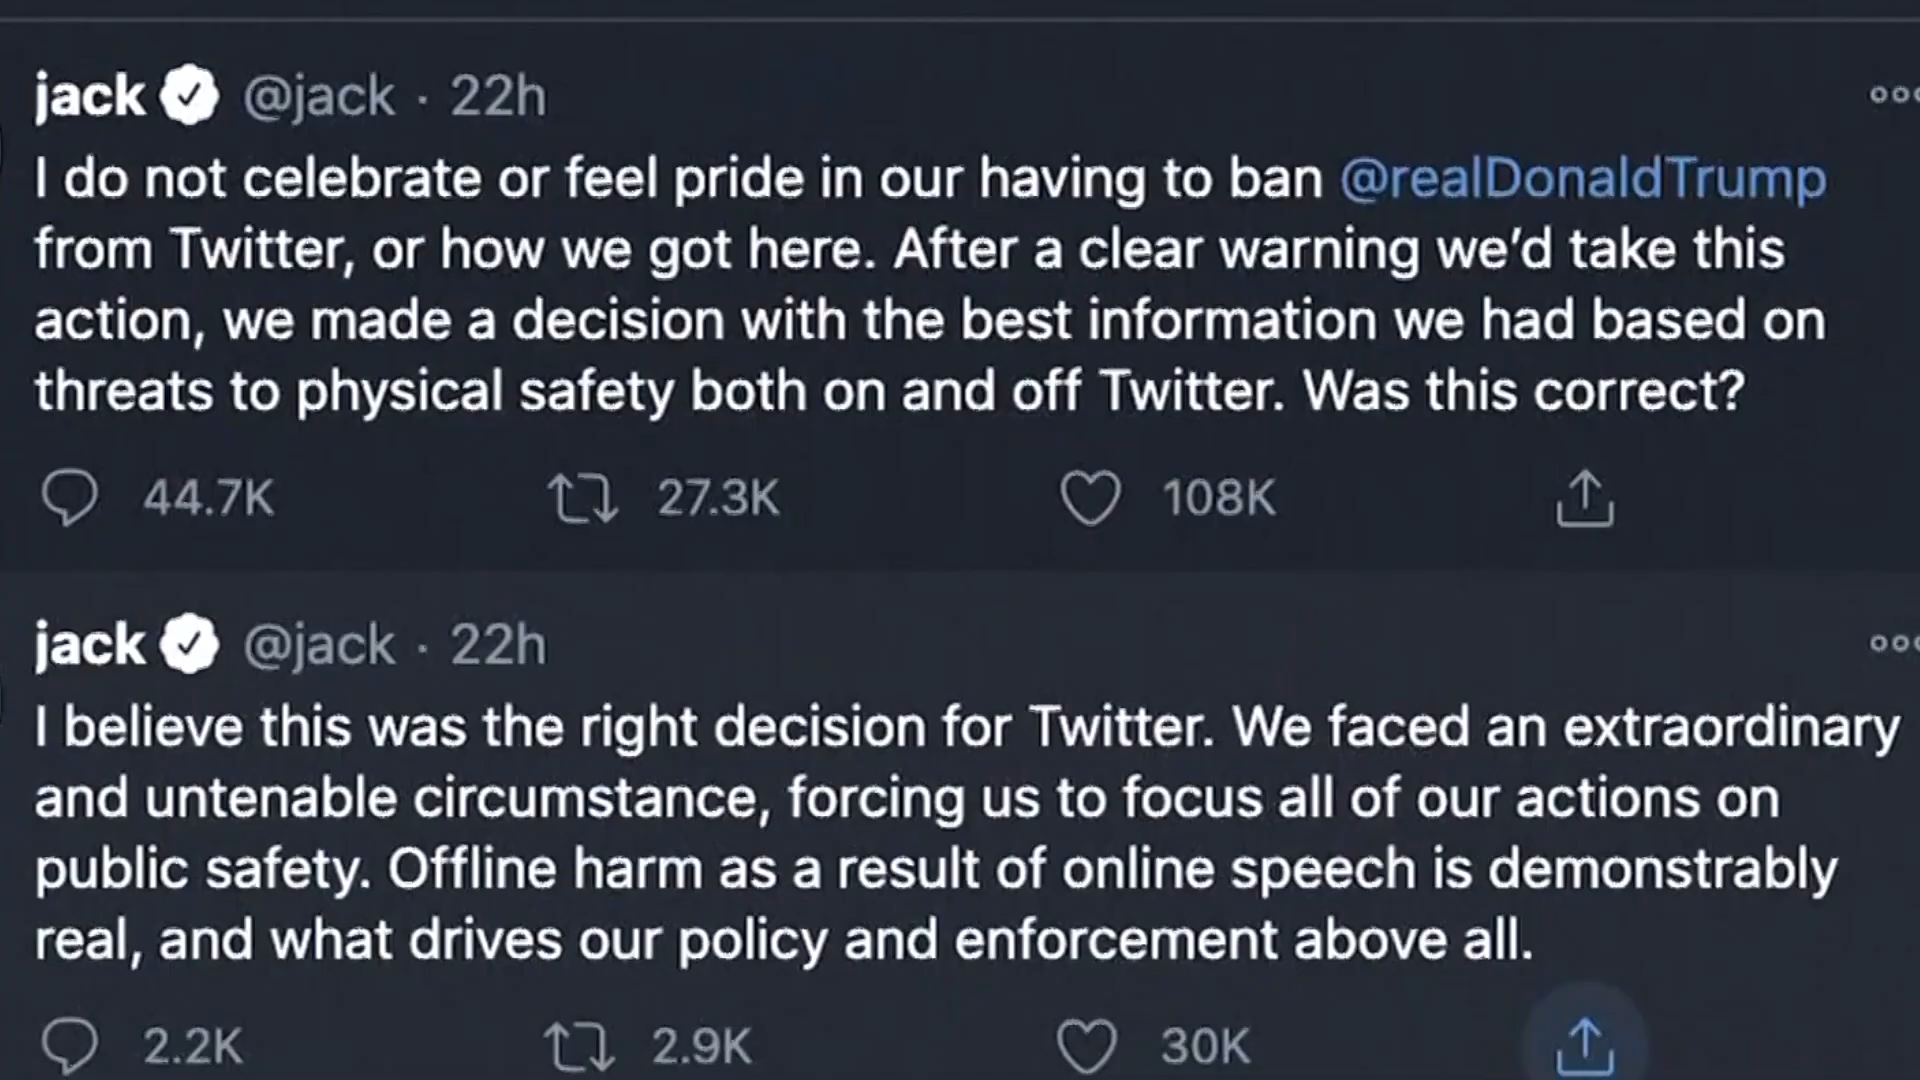 jack @jack · 22h
I do not celebrate or feel pride in our having to ban @realDonaldTrump
from Twitter, or how we got here. After a clear warning we’d take this
action, we made a decision with the best information we had based on
threats to physical safety both on and off Twitter. Was this correct?
44.7K 27.3K 108K
jack @jack · 22h
I believe this was the right decision for Twitter. We faced an extraordinary
and untenable circumstance, forcing us to focus all of our actions on
public safety. Offline harm as a result of online speech is demonstrably
real, and what drives our policy and enforcement above all.
2.2K 2.9K 30K